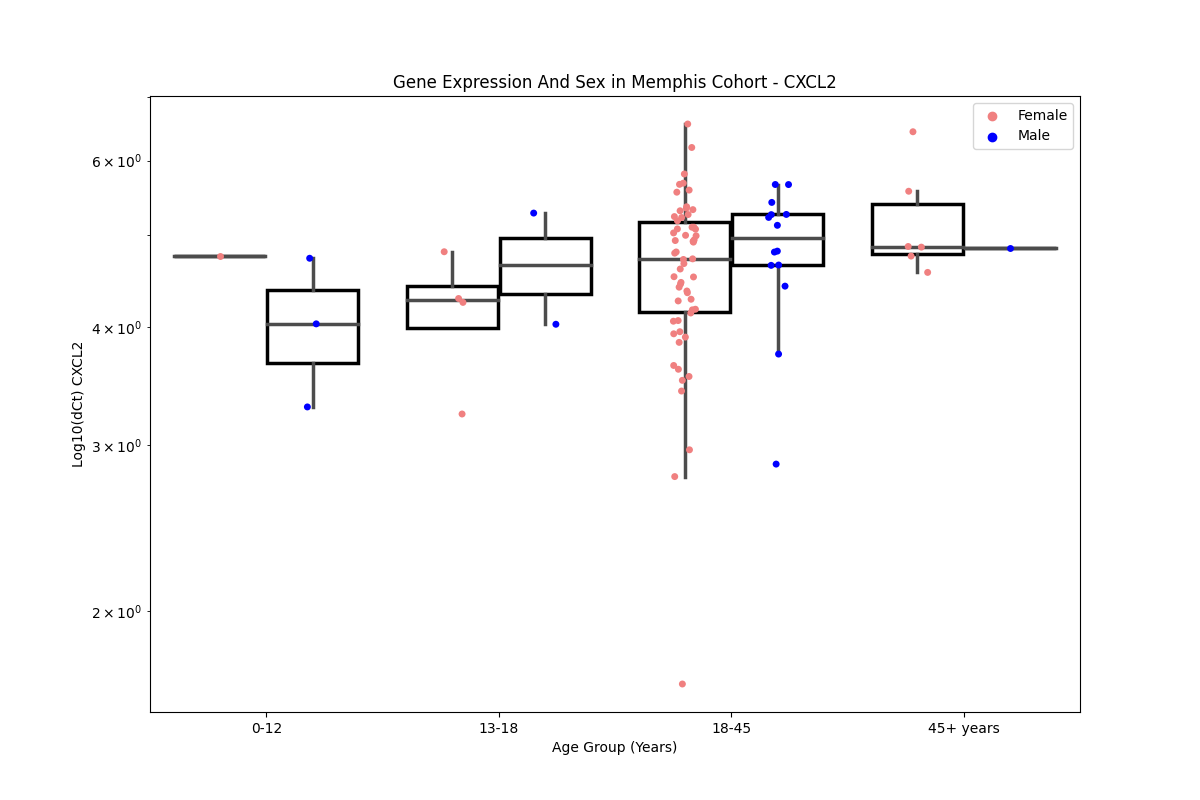 Gene Expression And Sex in Memphis Cohort - CXCL2
Female
Male
6 × 10⁰
4 × 10⁰
3 × 10⁰
2 × 10⁰
Log10(dCt) CXCL2
0-12
13-18
18-45
45+ years
Age Group (Years)